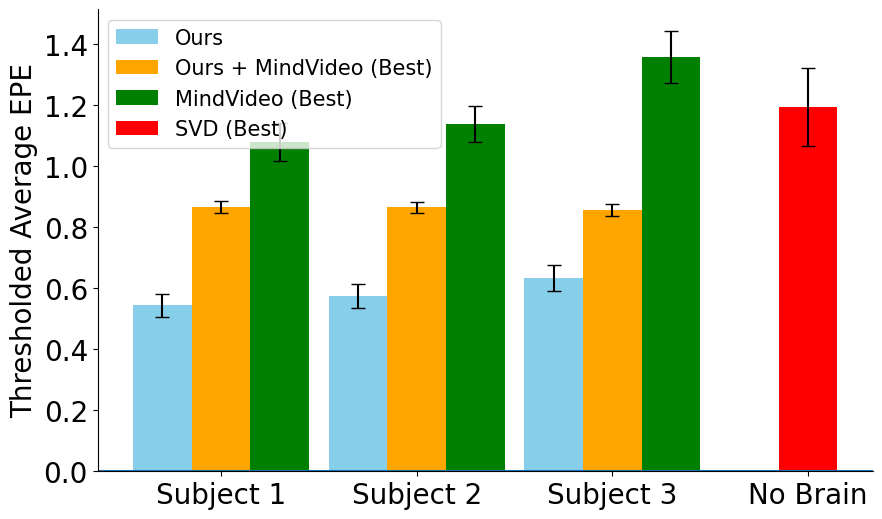 Thresholded Average EPE
1.4
1.2
1.0
0.8
0.6
0.4
0.2
0.0
Ours
Ours + MindVideo (Best)
MindVideo (Best)
SVD (Best)
Subject 1
Subject 2
Subject 3
No Brain